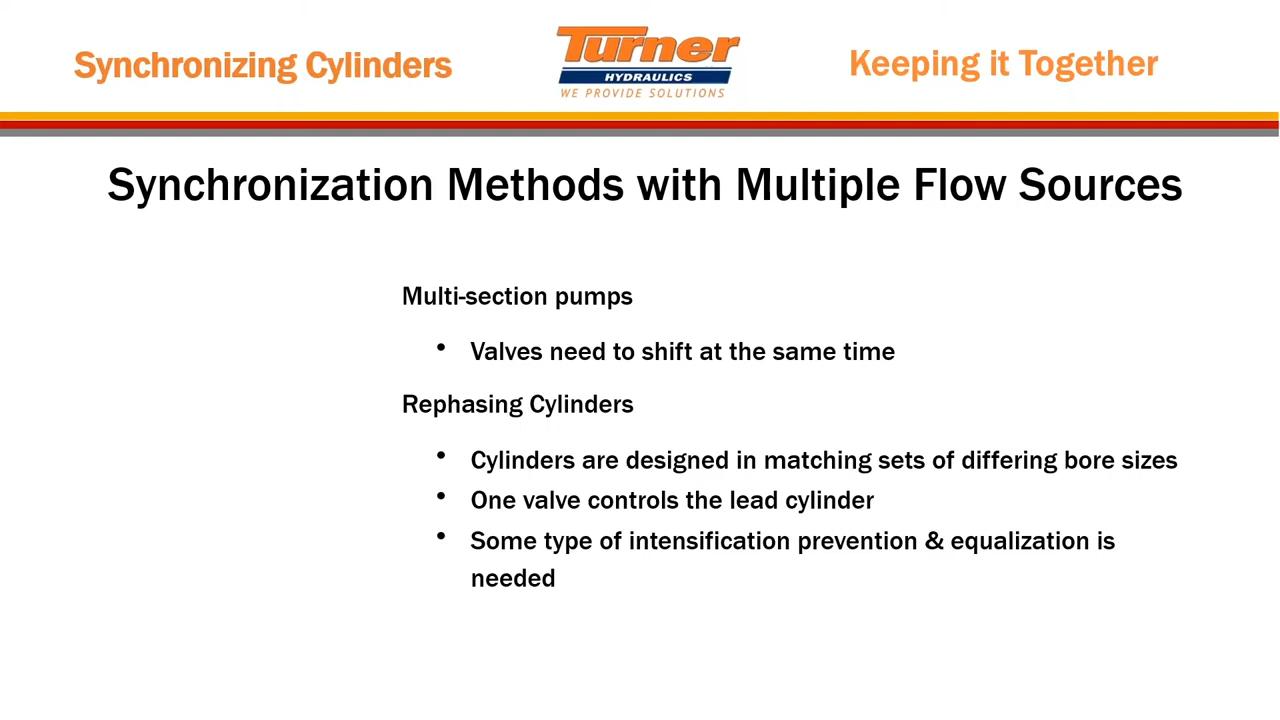 Synchronizing Cylinders
Turner
HYDRAULICS
WE PROVIDE SOLUTIONS
Keeping it Together
Synchronization Methods with Multiple Flow Sources
Multi-section pumps
• Valves need to shift at the same time
Rephasing Cylinders
• Cylinders are designed in matching sets of differing bore sizes
• One valve controls the lead cylinder
• Some type of intensification prevention & equalization is
needed